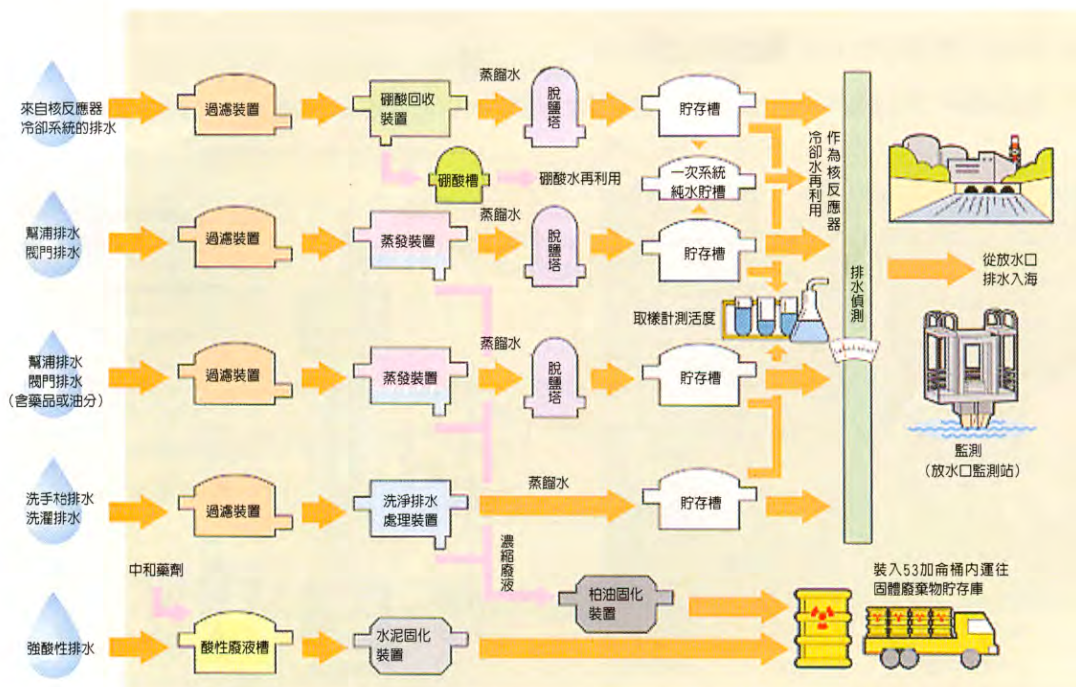 來自核反應器
冷卻系統的排水
過濾裝置
硼酸回收
裝置
蒸餾水
脫鹽塔
貯存槽
硼酸槽
硼酸水再利用
一次系統
純水貯槽
作為核反應器
冷卻水再利用
幫浦排水
閥門排水
過濾裝置
蒸發裝置
蒸餾水
脫鹽塔
貯存槽
取樣計測活度
排水偵測
從放水口
排水入海
幫浦排水
閥門排水
（含藥品或油分）
過濾裝置
蒸發裝置
蒸餾水
脫鹽塔
貯存槽
監測
（放水口監測站）
洗手枱排水
洗濯排水
過濾裝置
洗淨排水
處理裝置
蒸餾水
貯存槽
濃縮廢液
中和藥劑
柏油固化
裝置
裝入53加侖桶內運往
固體廢棄物貯存庫
強酸性排水
酸性廢液槽
水泥固化
裝置